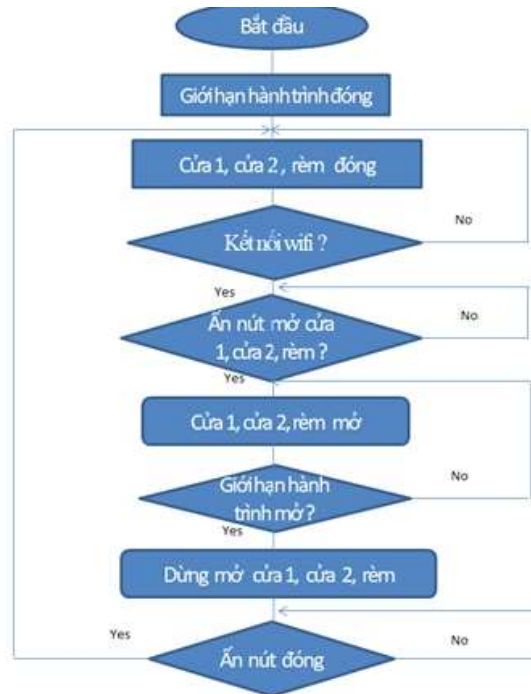 Bắt đầu
Giới hạn hành trình đóng
Cửa 1, cửa 2 , rèm đóng
Kết nối wifi ?
No
Yes
Ấn nút mở cửa
1, cửa 2, rèm ?
No
Yes
Cửa 1, cửa 2, rèm mở
Giới hạn hành
trình mở ?
No
Yes
Dừng mở cửa 1, cửa 2, rèm
Yes
Ấn nút đóng
No